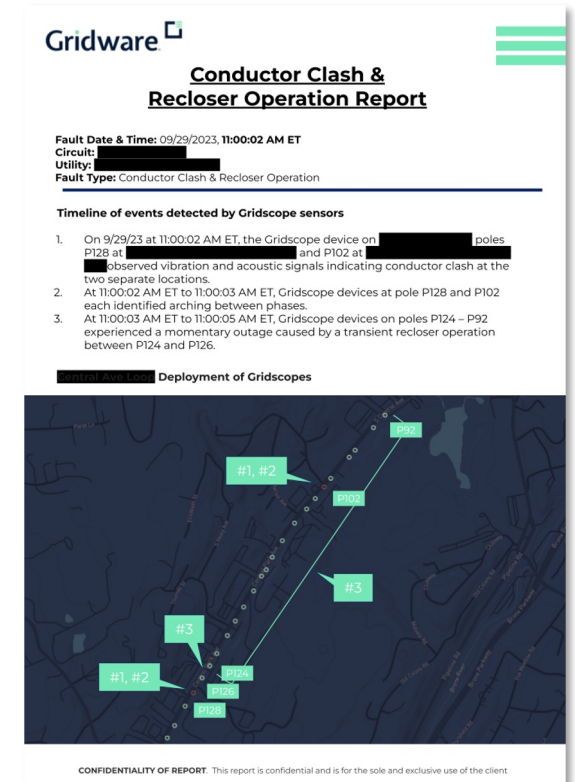 Gridware
Conductor Clash &
Recloser Operation Report
Fault Date & Time: 09/29/2023, 11:00:02 AM ET
Circuit:
Utility:
Fault Type: Conductor Clash & Recloser Operation
Timeline of events detected by Gridscope sensors
1. On 9/29/23 at 11:00:02 AM ET, the Gridscope device on poles
P128 at and P102 at
observed vibration and acoustic signals indicating conductor clash at the
two separate locations.
2. At 11:00:02 AM ET to 11:00:03 AM ET, Gridscope devices at pole P128 and P102
each identified arching between phases.
3. At 11:00:03 AM ET to 11:00:05 AM ET, Gridscope devices on poles P124 – P92
experienced a momentary outage caused by a transient recloser operation
between P124 and P126.
Deployment of Gridscopes
P92
#1, #2
P102
#3
#3
#1, #2
P124
P126
P128
CONFIDENTIALITY OF REPORT. This report is confidential and is for the sole and exclusive use of the client